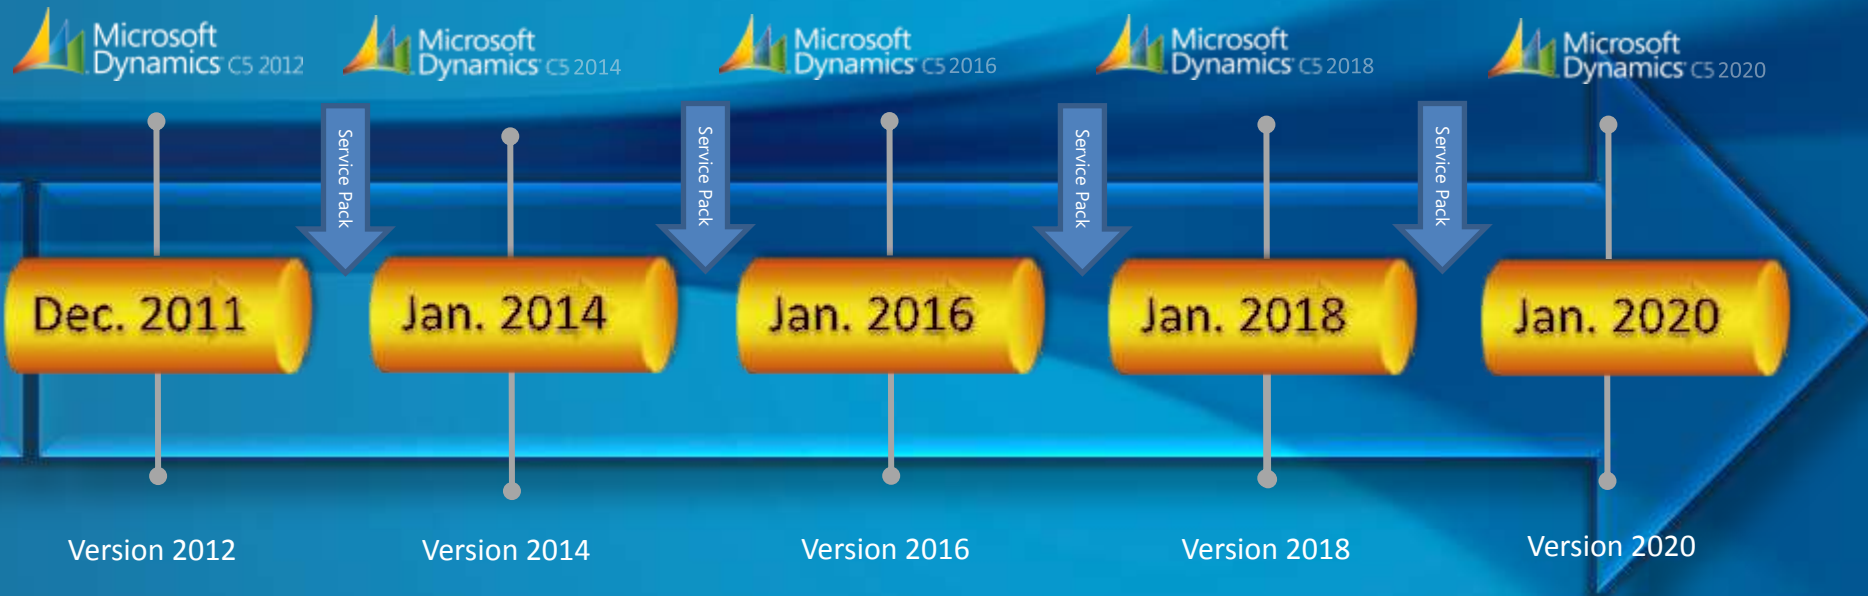 Microsoft
Dynamics C5 2012
Microsoft
Dynamics C5 2014
Microsoft
Dynamics C5 2016
Microsoft
Dynamics C5 2018
Microsoft
Dynamics C5 2020
Service Pack
Service Pack
Service Pack
Service Pack
Dec. 2011
Jan. 2014
Jan. 2016
Jan. 2018
Jan. 2020
Version 2012
Version 2014
Version 2016
Version 2018
Version 2020